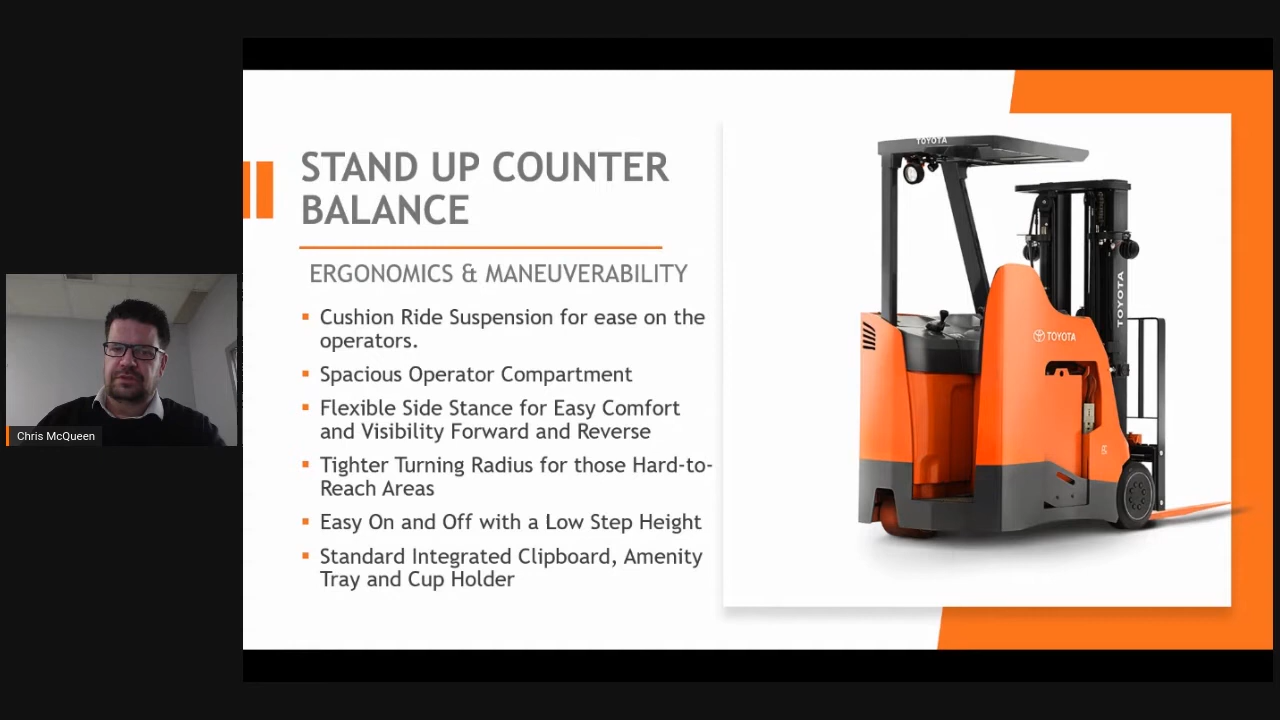 STAND UP COUNTER
BALANCE
ERGONOMICS & MANEUVERABILITY
Cushion Ride Suspension for ease on the
operators.
Spacious Operator Compartment
Flexible Side Stance for Easy Comfort
and Visibility Forward and Reverse
Tighter Turning Radius for those Hard-to-
Reach Areas
Easy On and Off with a Low Step Height
Standard Integrated Clipboard, Amenity
Tray and Cup Holder
TOYOTA
TOYOTA
TOYOTA
Chris McQueen